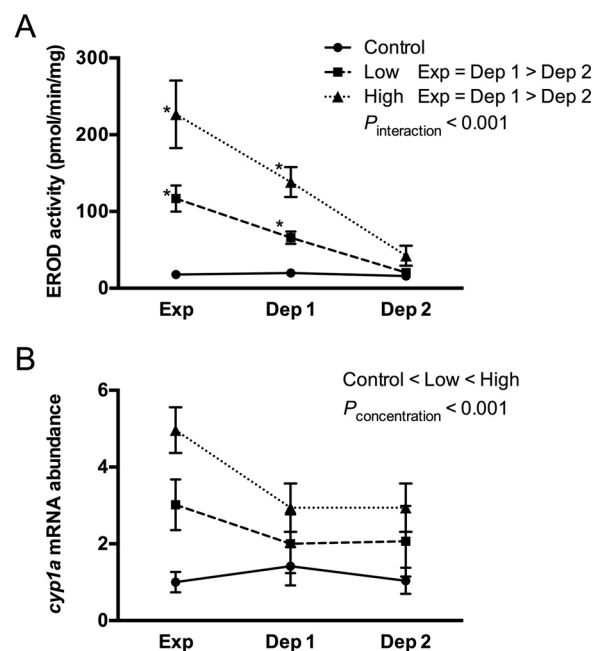 A
300
200
100
0
EROD activity (pmol/min/mg)
Control
Low Exp = Dep 1 > Dep 2
High Exp = Dep 1 > Dep 2
Pinteraction < 0.001
*
*
*
*
Exp Dep 1 Dep 2
B
6
4
2
0
cyp1a mRNA abundance
Control < Low < High
Pconcentration < 0.001
Exp Dep 1 Dep 2